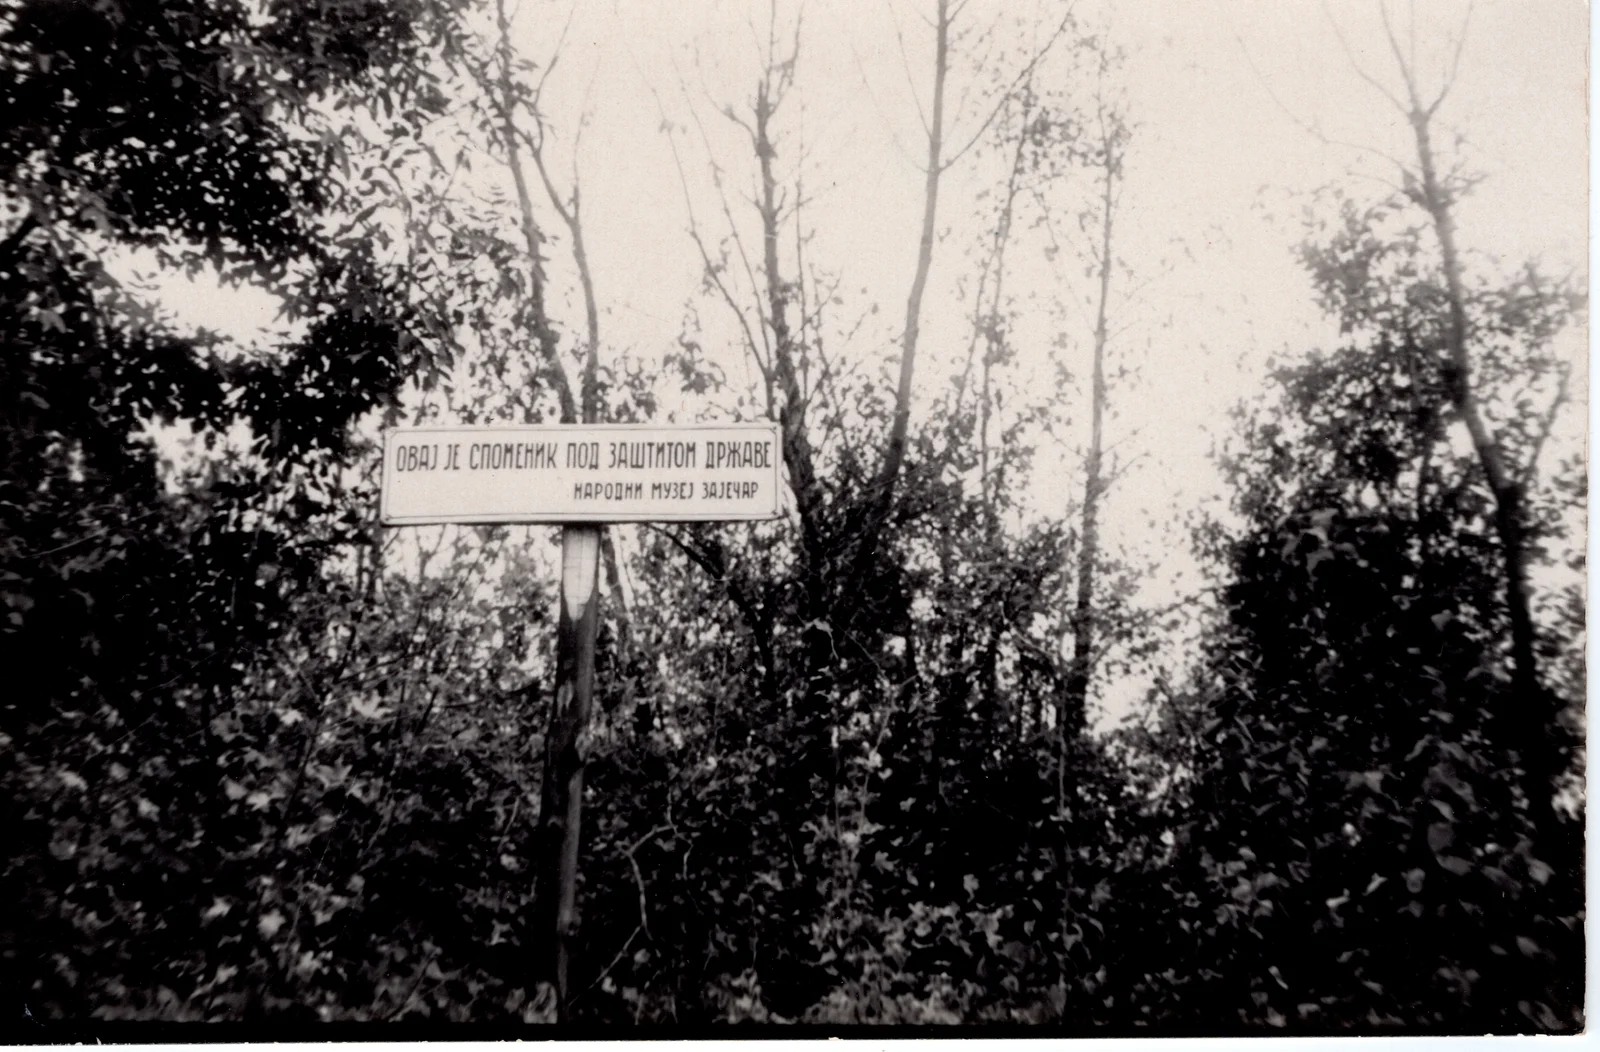 ОВАЈ ЈЕ СПОМЕНИК ПОД ЗАШТИТОМ ДРЖАВЕ
НАРОДНИ МУЗЕЈ ЗАЈЕЧАР